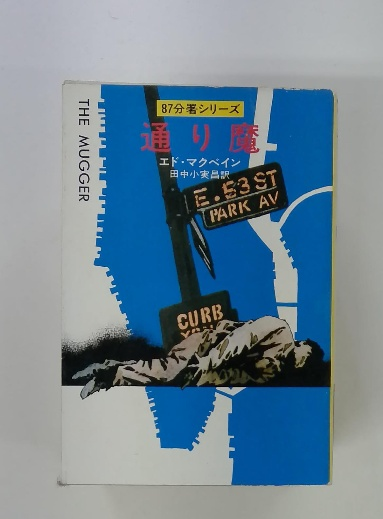 87分署シリーズ
通り魔
エド・マクベイン
田中小実昌訳
THE MUGGER
E.53 ST
PARK AV
CURB